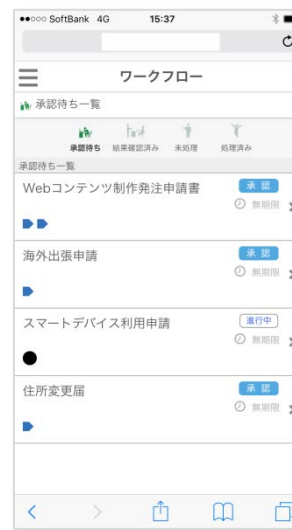 SoftBank 4G 15:37
ワークフロー
承認待ち一覧
承認待ち 結果確認済み 未処理 処理済み
承認待ち一覧
Webコンテンツ制作発注申請書 承認
無期限
海外出張申請 承認
無期限
スマートデバイス利用申請 進行中
無期限
住所変更届 承認
無期限